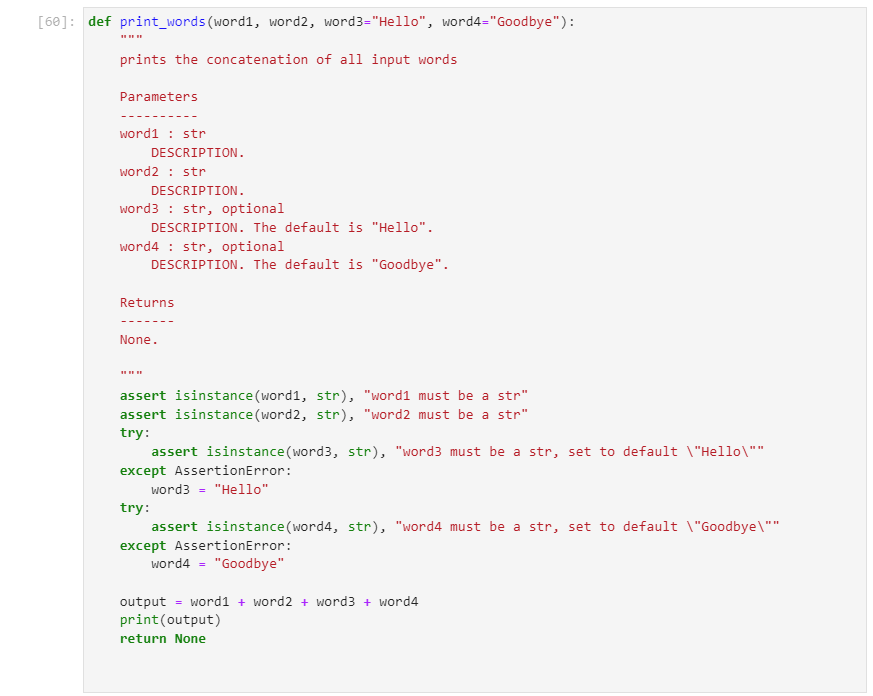 [60]: def print_words(word1, word2, word3="Hello", word4="Goodbye"):
    """
    prints the concatenation of all input words

    Parameters
    ----------
    word1 : str
        DESCRIPTION.
    word2 : str
        DESCRIPTION.
    word3 : str, optional
        DESCRIPTION. The default is "Hello".
    word4 : str, optional
        DESCRIPTION. The default is "Goodbye".

    Returns
    -------
    None.

    """
    assert isinstance(word1, str), "word1 must be a str"
    assert isinstance(word2, str), "word2 must be a str"
    try:
        assert isinstance(word3, str), "word3 must be a str, set to default \"Hello\""
    except AssertionError:
        word3 = "Hello"
    try:
        assert isinstance(word4, str), "word4 must be a str, set to default \"Goodbye\""
    except AssertionError:
        word4 = "Goodbye"

    output = word1 + word2 + word3 + word4
    print(output)
    return None